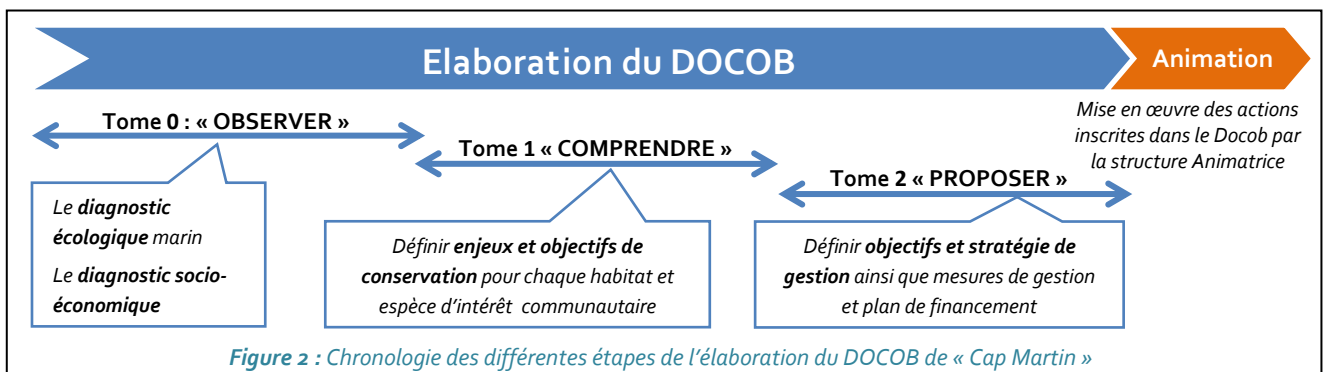 Elaboration du DOCOB
Animation
Tome 0 : « OBSERVER »
Mise en œuvre des actions
inscrites dans le Docob par
la structure Animatrice
Tome 1 « COMPRENDRE »
Tome 2 « PROPOSER »
Le diagnostic
écologique marin
Le diagnostic socio-
économique
Définir enjeux et objectifs de
conservation pour chaque habitat et
espèce d'intérêt communautaire
Définir objectifs et stratégie de
gestion ainsi que mesures de gestion
et plan de financement
Figure 2 : Chronologie des différentes étapes de l'élaboration du DOCOB de « Cap Martin »